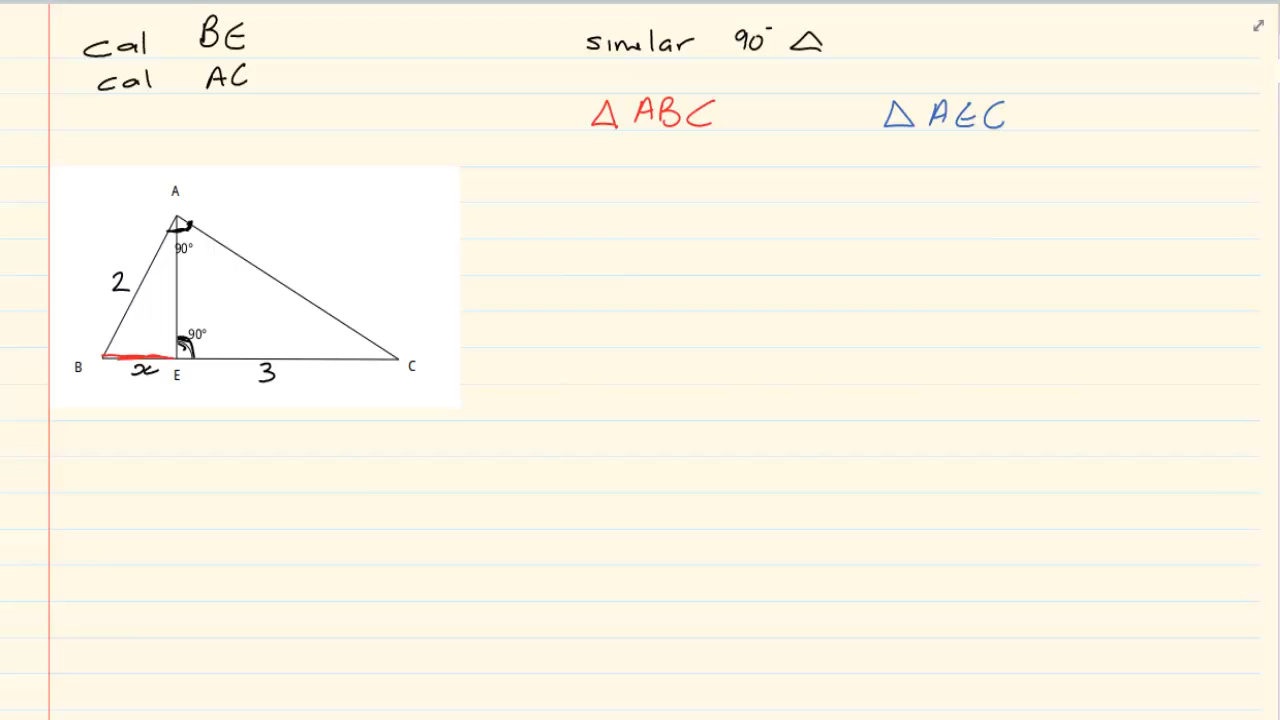 cal BE
similar 90° △
cal AC
△ ABC
△ AEC
A
90°
2
90°
B
x
E
3
C